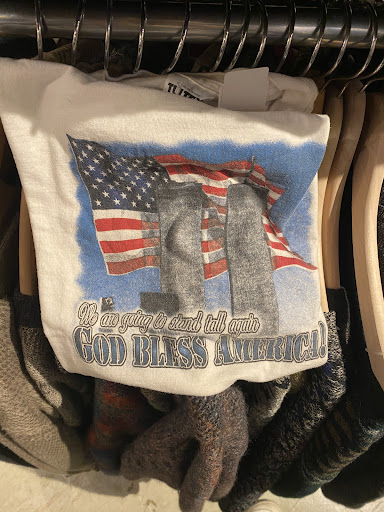 We are going to stand tall again
GOD BLESS AMERICA!